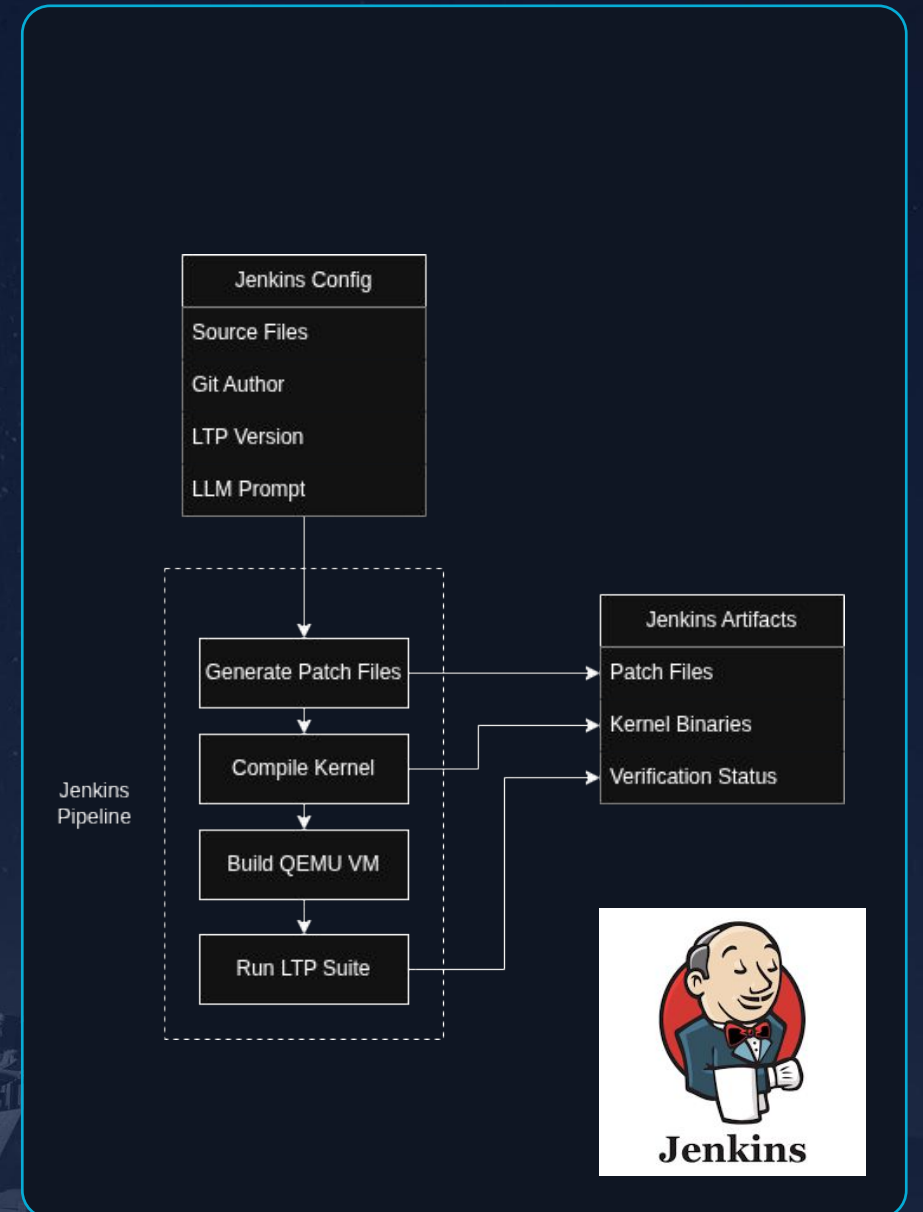 Jenkins Config
Source Files
Git Author
LTP Version
LLM Prompt
Jenkins
Pipeline
Generate Patch Files
Compile Kernel
Build QEMU VM
Run LTP Suite
Jenkins Artifacts
Patch Files
Kernel Binaries
Verification Status
Jenkins